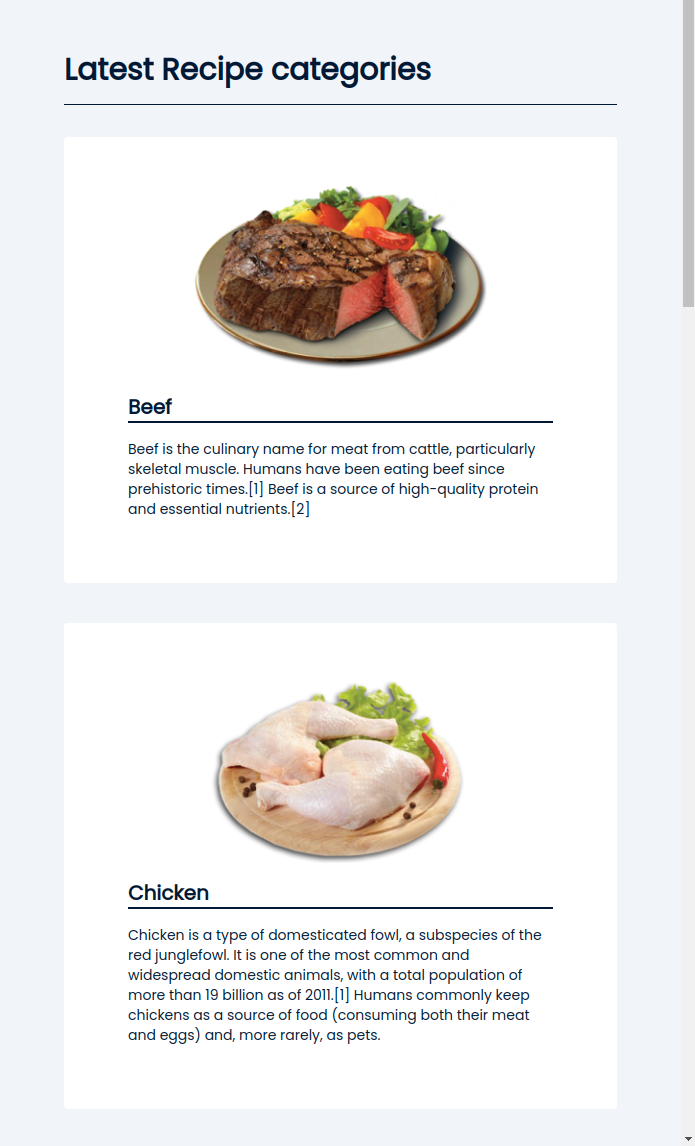 Latest Recipe categories
Beef
Beef is the culinary name for meat from cattle, particularly
skeletal muscle. Humans have been eating beef since
prehistoric times.[1] Beef is a source of high-quality protein
and essential nutrients.[2]
Chicken
Chicken is a type of domesticated fowl, a subspecies of the
red junglefowl. It is one of the most common and
widespread domestic animals, with a total population of
more than 19 billion as of 2011.[1] Humans commonly keep
chickens as a source of food (consuming both their meat
and eggs) and, more rarely, as pets.